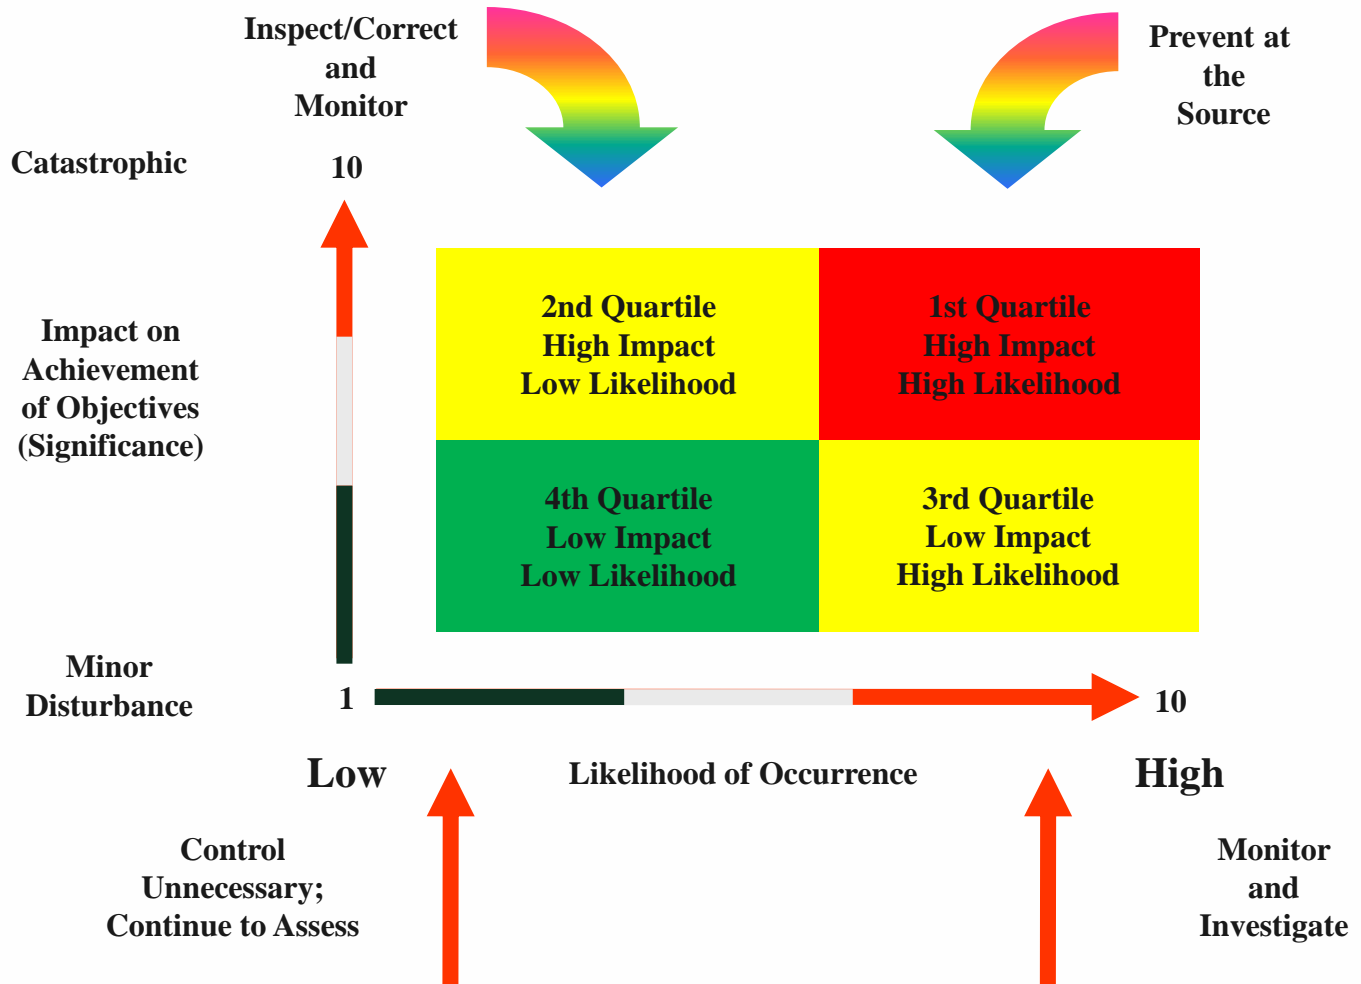 Inspect/Correct
and
Monitor
Prevent at
the
Source
Catastrophic
10
2nd Quartile
High Impact
Low Likelihood
1st Quartile
High Impact
High Likelihood
Impact on
Achievement
of Objectives
(Significance)
4th Quartile
Low Impact
Low Likelihood
3rd Quartile
Low Impact
High Likelihood
Minor
Disturbance
1
10
Low
Likelihood of Occurrence
High
Control
Unnecessary;
Continue to Assess
Monitor
and
Investigate